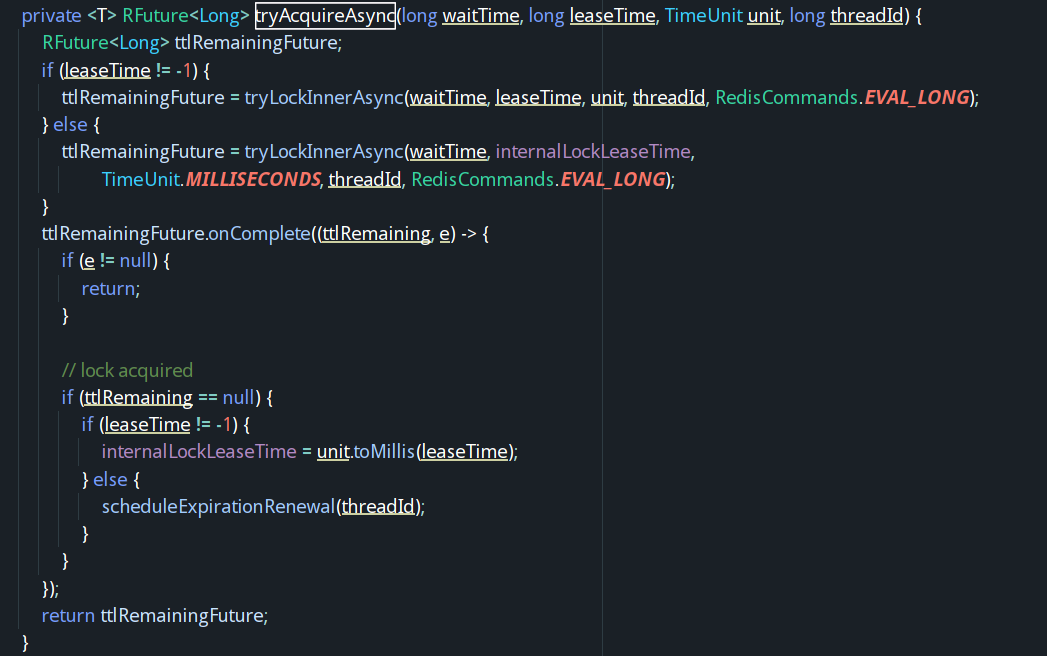 private <T> RFuture<Long> tryAcquireAsync(long waitTime, long leaseTime, TimeUnit unit, long threadId) {
RFuture<Long> ttlRemainingFuture;
if (leaseTime != -1) {
ttlRemainingFuture = tryLockInnerAsync(waitTime, leaseTime, unit, threadId, RedisCommands.EVAL_LONG);
} else {
ttlRemainingFuture = tryLockInnerAsync(waitTime, internalLockLeaseTime,
TimeUnit.MILLISECONDS, threadId, RedisCommands.EVAL_LONG);
}
ttlRemainingFuture.onComplete((ttlRemaining, e) -> {
if (e != null) {
return;
}
// lock acquired
if (ttlRemaining == null) {
if (leaseTime != -1) {
internalLockLeaseTime = unit.toMillis(leaseTime);
} else {
scheduleExpirationRenewal(threadId);
}
}
});
return ttlRemainingFuture;
}